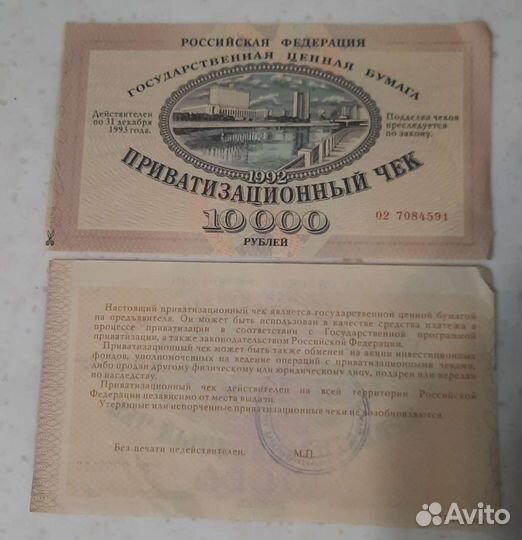 РОССИЙСКАЯ ФЕДЕРАЦИЯ
ГОСУДАРСТВЕННАЯ ЦЕННАЯ БУМАГА
Действителен
по 31 декабря
1993 года.
Подделка чеков
преследуется
по закону.
1992
ПРИВАТИЗАЦИОННЫЙ ЧЕК
10000
РУБЛЕЙ
02 7084591
Настоящий приватизационный чек является государственной ценной бумагой
на предъявителя. Он может быть использован в качестве средства платежа в
процессе приватизации в соответствии с Государственной программой
приватизации, а также законодательством Российской Федерации.
Приватизационный чек может быть также обменен на акции инвестиционных
фондов, уполномоченных на ведение операций с приватизационными чеками,
либо продан другому физическому или юридическому лицу, подарен или передан
по наследству.
Приватизационный чек действителен на всей территории Российской
Федерации независимо от места выдачи.
Утерянные или испорченные приватизационные чеки не возобновляются.
Без печати недействителен.
М.П.
Avito